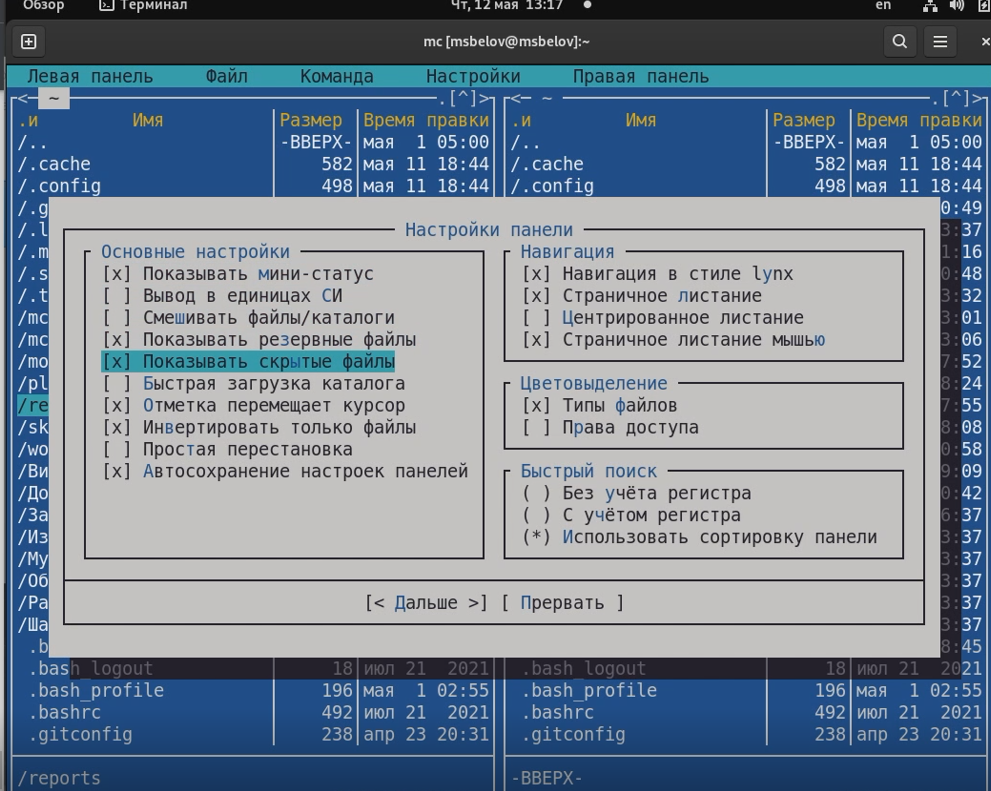 Обзор Терминал Чт, 12 мая 13:17 en
mc [msbelov@msbelov]:~
Левая панель Файл Команда Настройки Правая панель
<─ ~ .[^]> <─ ~ .[^]>
.и Имя Размер Время правки .и Имя Размер Время правки
/.. -ВВЕРХ- мая 1 05:00 /.. -ВВЕРХ- мая 1 05:00
/.cache 582 мая 11 18:44 /.cache 582 мая 11 18:44
/.config 498 мая 11 18:44 /.config 498 мая 11 18:44
/.g 0:49
/.l Настройки панели 3:37
/.m Основные настройки Навигация 1:16
/.s [x] Показывать мини-статус [x] Навигация в стиле lynx 0:48
/.t [ ] Вывод в единицах СИ [x] Страничное листание 3:32
/mc [ ] Смешивать файлы/каталоги [ ] Центрированное листание 3:01
/mc [x] Показывать резервные файлы [x] Страничное листание мышью 3:06
/mo [x] Показывать скрытые файлы 7:52
/pl [ ] Быстрая загрузка каталога Цветовыделение 8:24
/re [x] Отметка перемещает курсор [x] Типы файлов 7:55
/sk [x] Инвертировать только файлы [ ] Права доступа 8:08
/wo [ ] Простая перестановка 0:58
/Ви [x] Автосохранение настроек панелей Быстрый поиск 9:09
/До ( ) Без учёта регистра 0:42
/За ( ) С учётом регистра 6:37
/Из (*) Использовать сортировку панели 3:37
/Му 3:37
/Об 3:37
/Ра [< Дальше >] [ Прервать ] 3:37
/Ша 3:37
.b 8:45
.bash_logout 18 июл 21 2021 .bash_logout 18 июл 21 2021
.bash_profile 196 мая 1 02:55 .bash_profile 196 мая 1 02:55
.bashrc 492 июл 21 2021 .bashrc 492 июл 21 2021
.gitconfig 238 апр 23 20:31 .gitconfig 238 апр 23 20:31
/reports -ВВЕРХ-